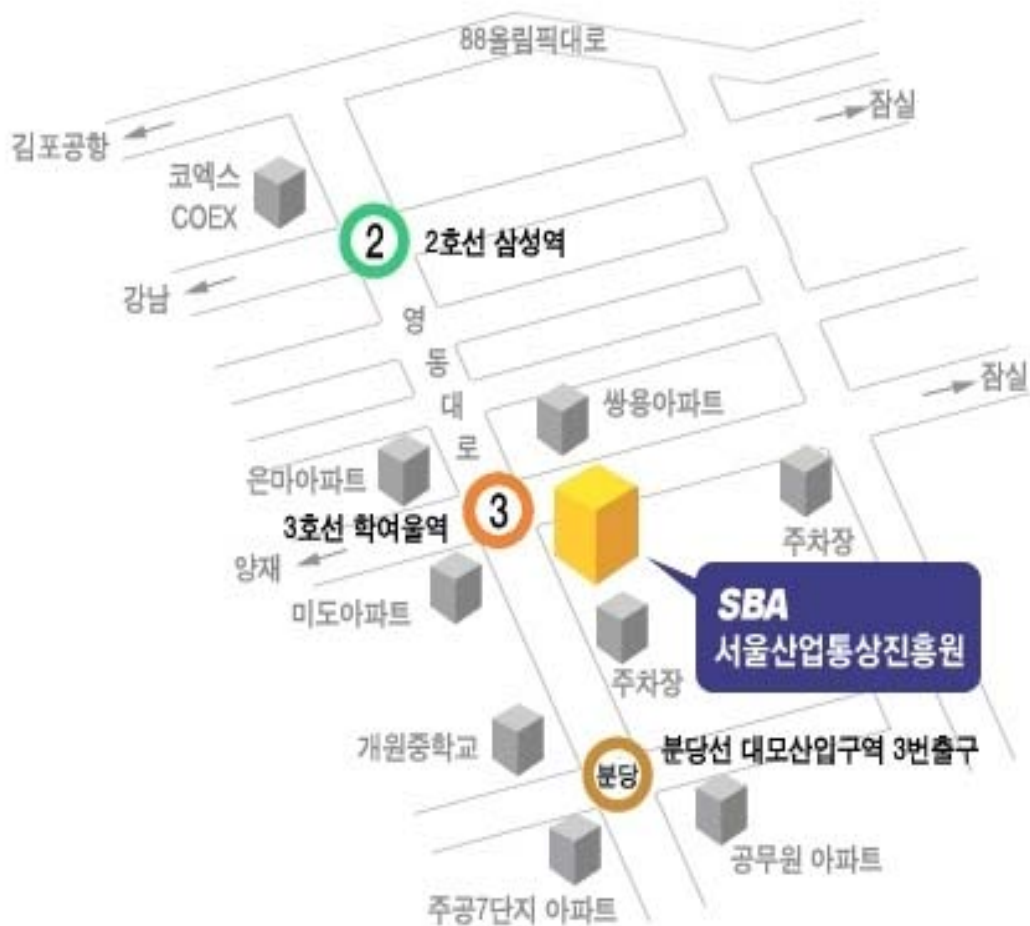 88올림픽대로
잠실
김포공항
코엑스
COEX
2
2호선 삼성역
강남
영
동
대
로
잠실
쌍용아파트
은마아파트
3
3호선 학여울역
주차장
양재
미도아파트
SBA
서울산업통상진흥원
주차장
개원중학교
분당
분당선 대모산입구역 3번출구
공무원 아파트
주공7단지 아파트